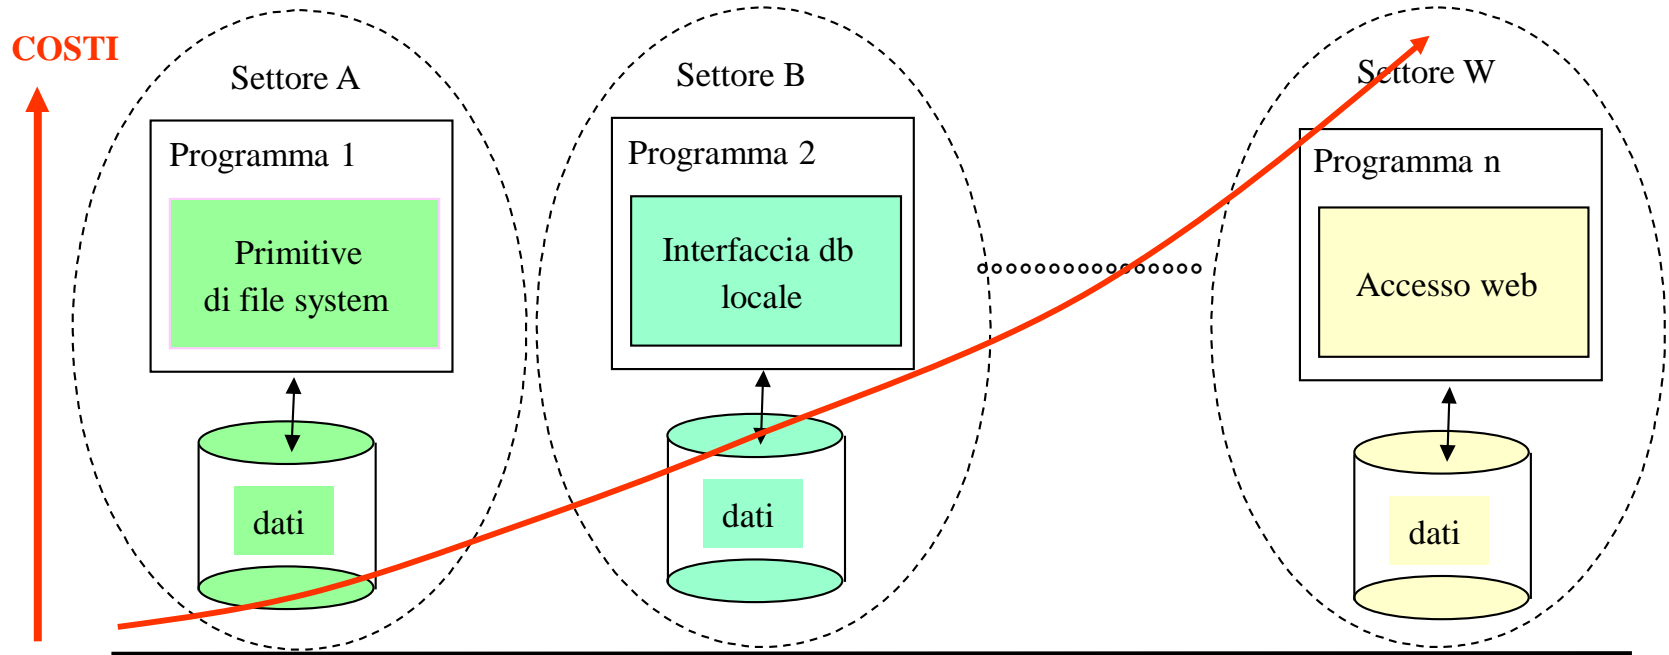 COSTI
Settore A
Programma 1
Primitive
di file system
dati
Settore B
Programma 2
Interfaccia db
locale
dati
Settore W
Programma n
Accesso web
dati